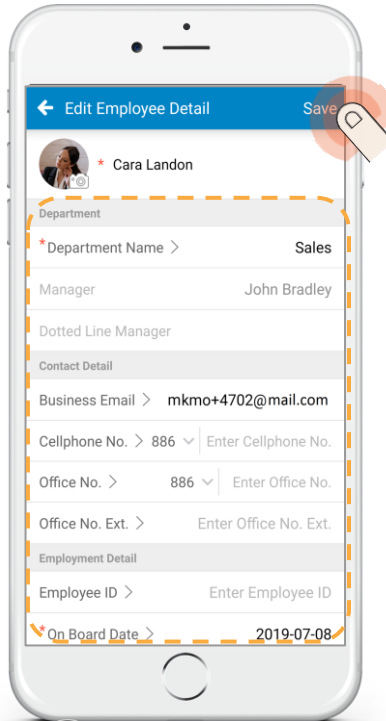 Edit Employee Detail Save
* Cara Landon
Department
*Department Name > Sales
Manager John Bradley
Dotted Line Manager
Contact Detail
Business Email > mkmo+4702@mail.com
Cellphone No. > 886 Enter Cellphone No.
Office No. > 886 Enter Office No.
Office No. Ext. > Enter Office No. Ext.
Employment Detail
Employee ID > Enter Employee ID
*On Board Date > 2019-07-08